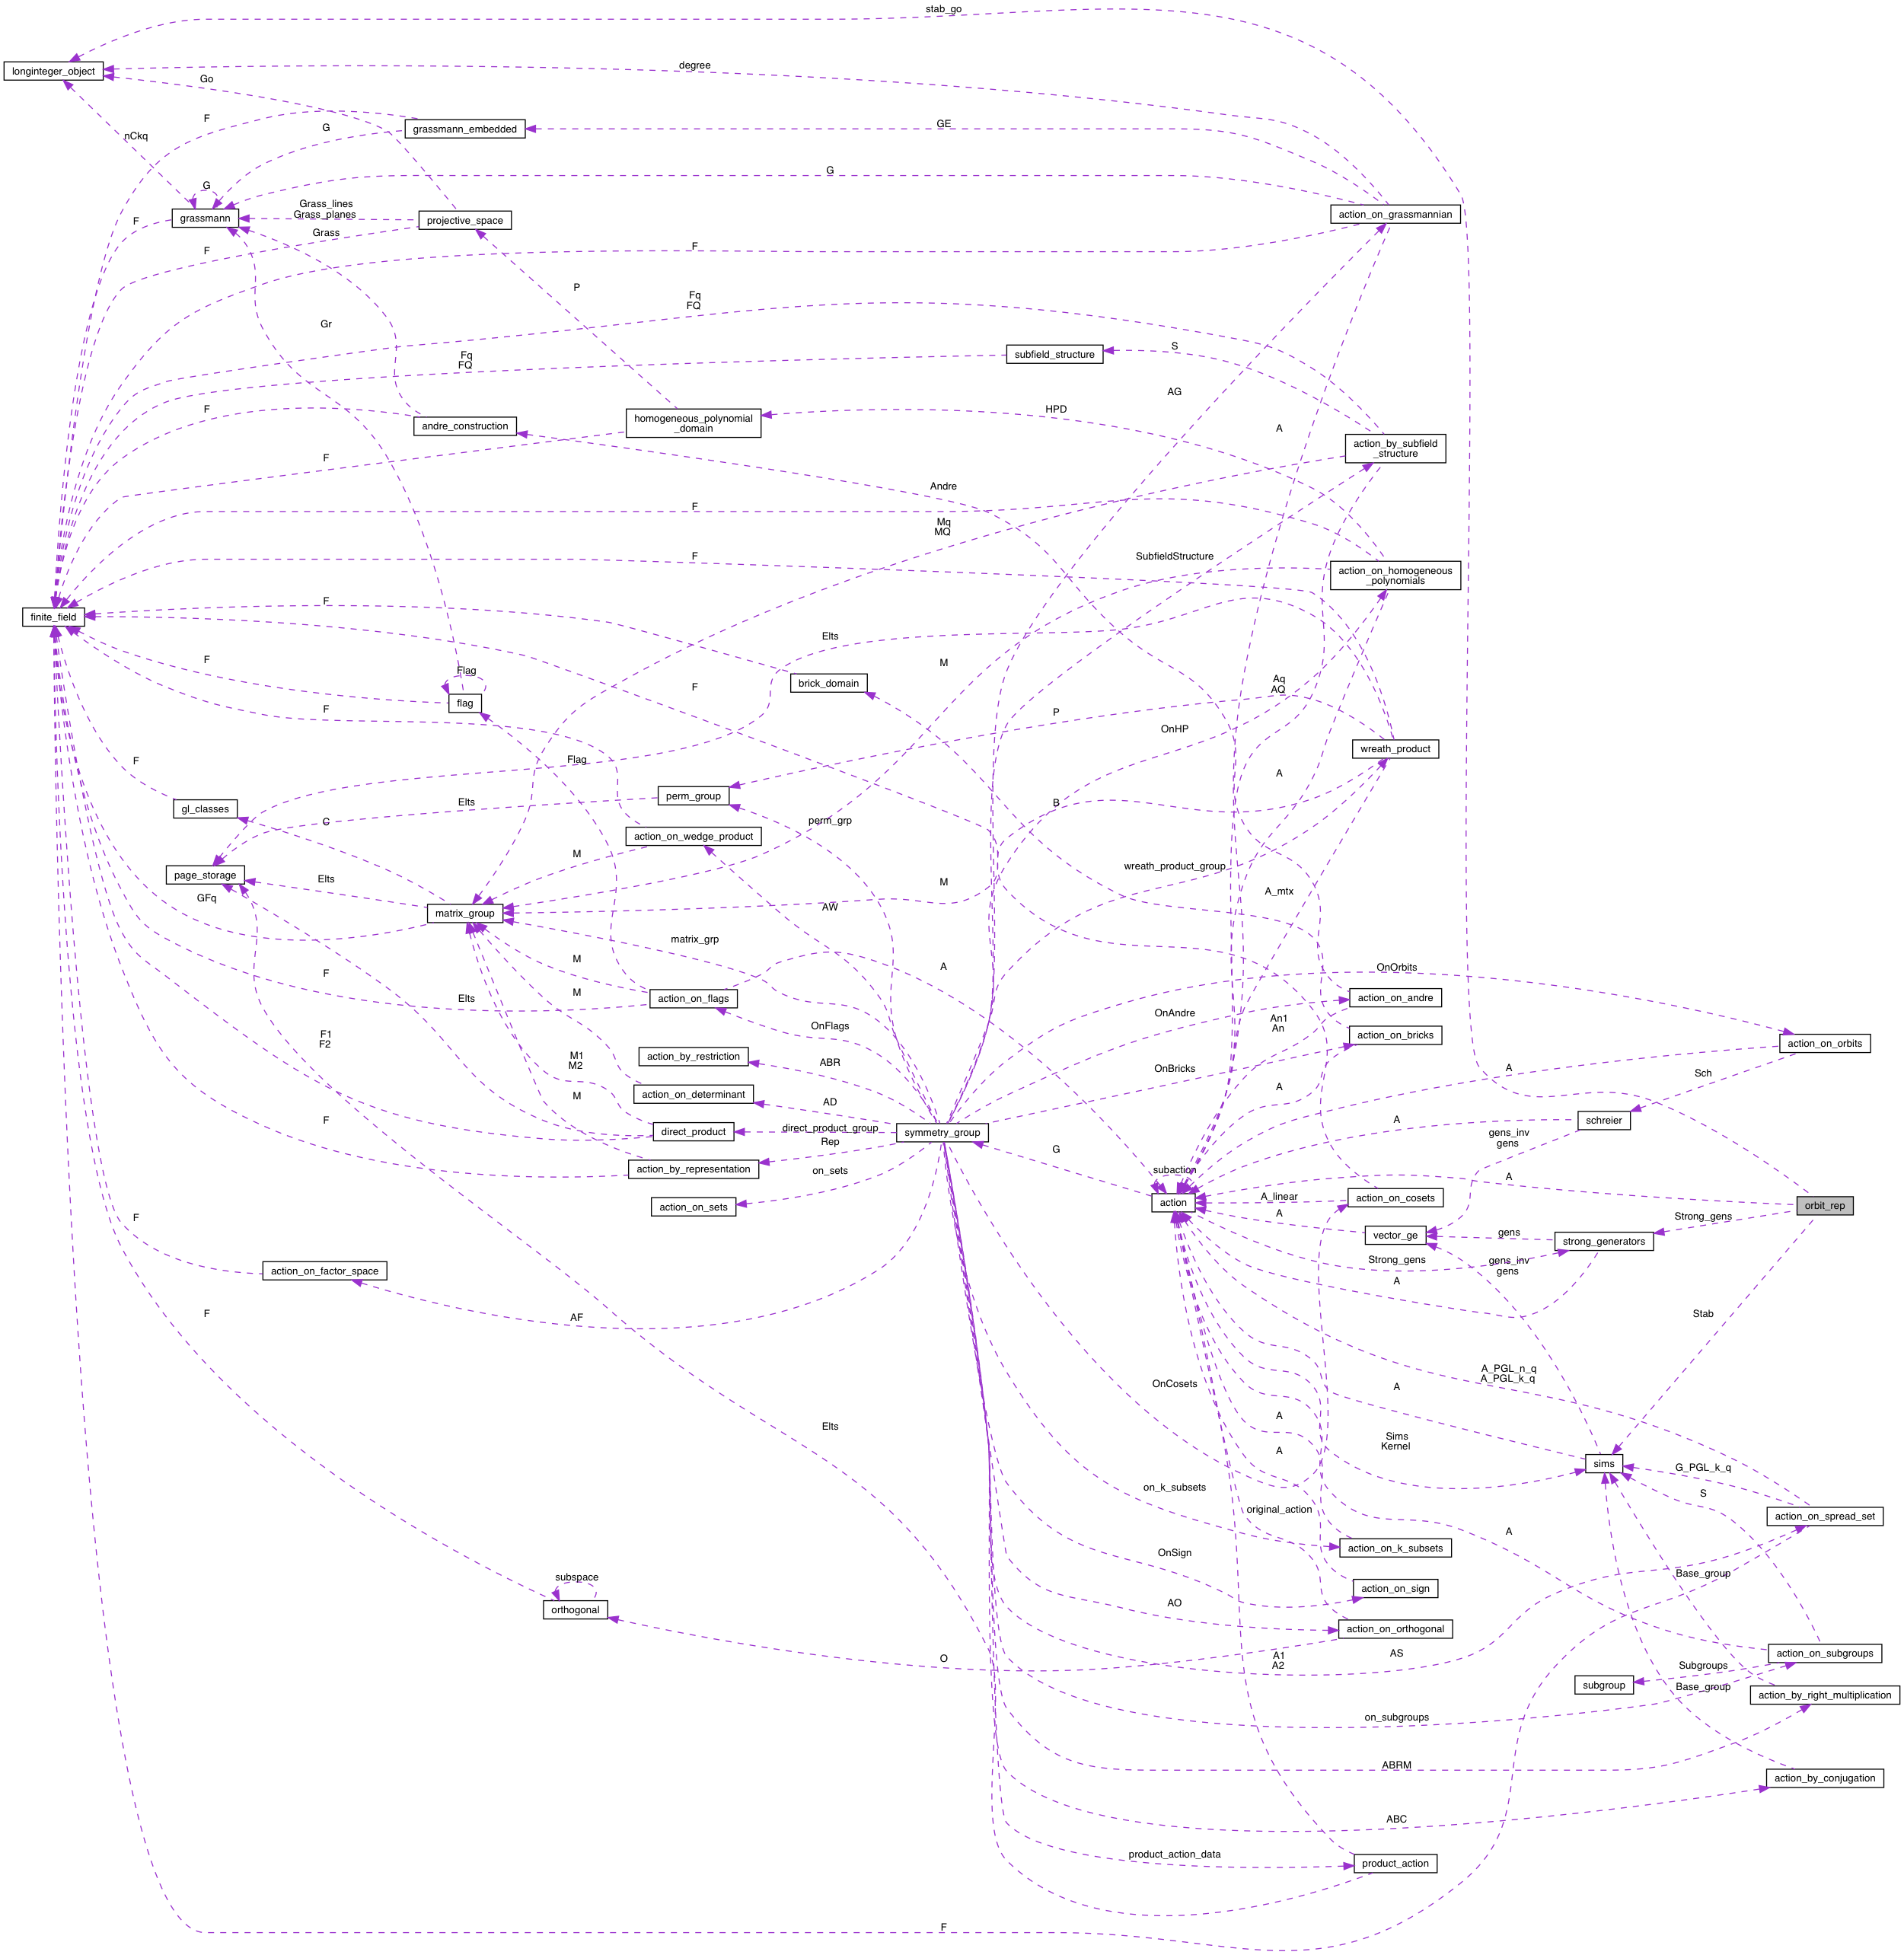 stab_go
longinteger_object
degree
Go
F
grassmann_embedded
GE
nCkq
G
G
G
grassmann
Grass_lines
Grass_planes
projective_space
action_on_grassmannian
F
Grass
F
F
P
Fq
FQ
Gr
Fq
FQ
subfield_structure
S
AG
F
andre_construction
homogeneous_polynomial
_domain
HPD
A
action_by_subfield
_structure
F
Andre
F
Mq
MQ
F
SubfieldStructure
action_on_homogeneous
_polynomials
F
finite_field
Elts
F
Flag
flag
M
brick_domain
F
Aq
AQ
F
P
OnHP
wreath_product
F
Flag
A
gl_classes
Elts
perm_group
B
C
perm_grp
action_on_wedge_product
M
wreath_product_group
page_storage
Elts
M
A_mtx
GFq
matrix_group
AW
matrix_grp
M
A
OnOrbits
F
Elts
M
action_on_flags
action_on_andre
OnAndre
An1
An
OnFlags
action_on_bricks
action_on_orbits
F1
F2
M1
M2
action_by_restriction
ABR
OnBricks
A
Sch
A
M
action_on_determinant
AD
F
direct_product
direct_product_group
Rep
symmetry_group
schreier
A
gens_inv
gens
G
action_by_representation
on_sets
subaction
A
action_on_sets
action
A_linear
A
action_on_cosets
orbit_rep
Strong_gens
vector_ge
gens
strong_generators
F
action_on_factor_space
Strong_gens
gens_inv
gens
A
F
AF
Stab
OnCosets
A_PGL_n_q
A_PGL_k_q
A
A
Elts
Sims
Kernel
A
sims
G_PGL_k_q
on_k_subsets
S
original_action
action_on_spread_set
A
action_on_k_subsets
OnSign
subspace
Base_group
action_on_sign
orthogonal
AO
action_on_orthogonal
O
A1
A2
AS
action_on_subgroups
Subgroups
subgroup
Base_group
action_by_right_multiplication
on_subgroups
ABRM
action_by_conjugation
ABC
product_action_data
product_action
F